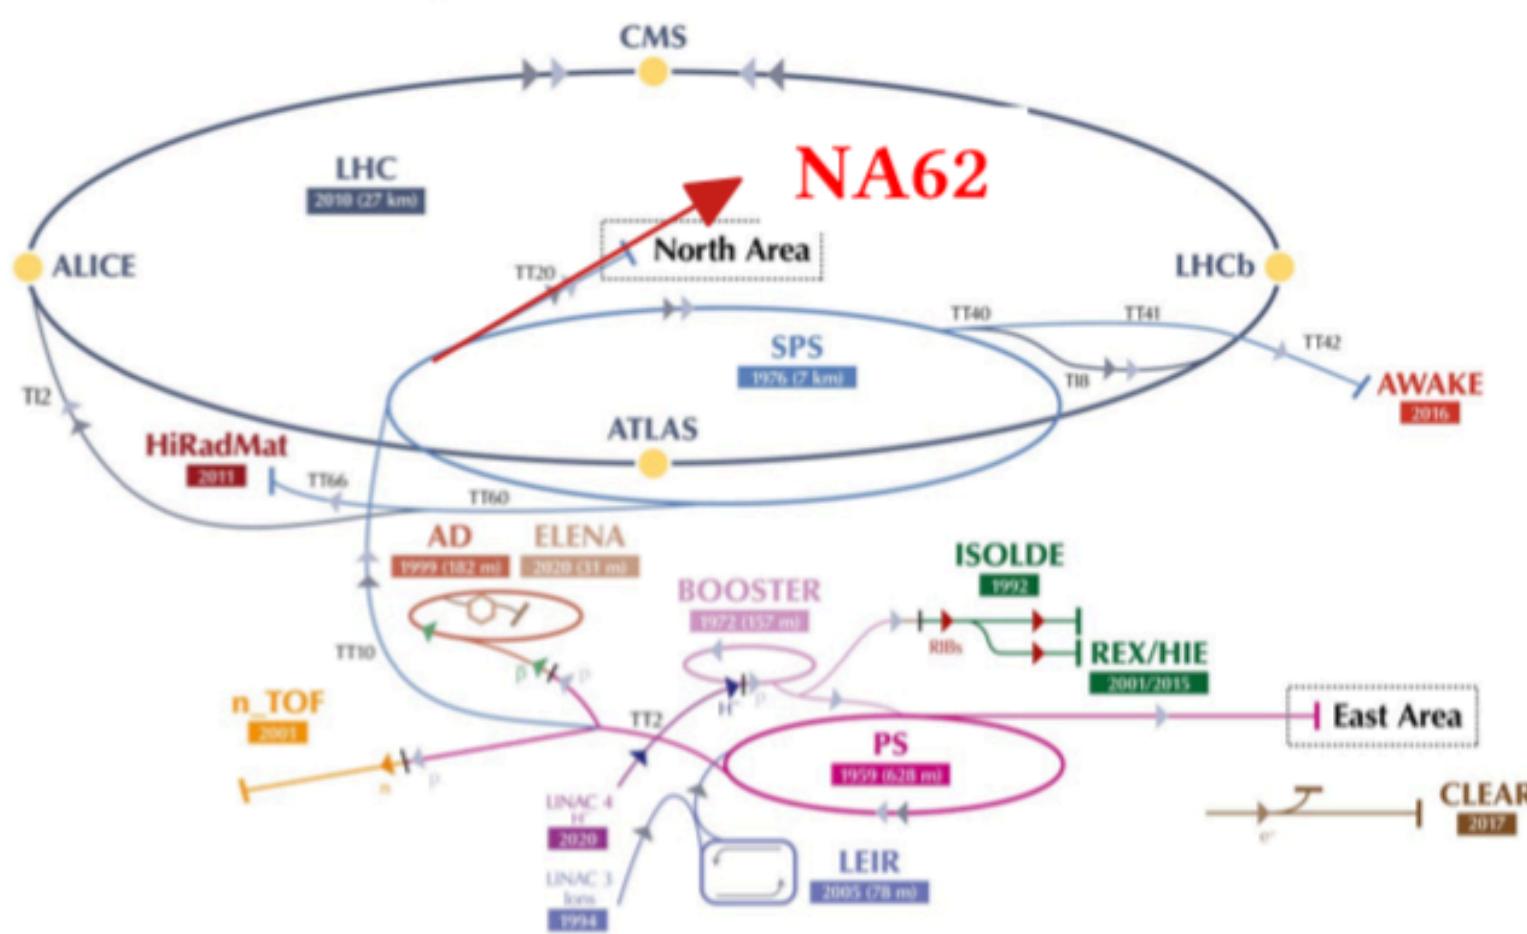 CMS
LHC
2010 (27 km)
NA62
North Area
TT20
ALICE
LHCb
TT40
TT41
TT42
SPS
1976 (7 km)
TI8
TI2
AWAKE
2016
ATLAS
HiRadMat
2011
TT66
TT60
AD
1999 (182 m)
ELENA
2020 (31 m)
ISOLDE
1992
BOOSTER
1972 (157 m)
RIBs
REX/HIE
2001/2015
TT10
p
p
H-
p
n_TOF
2001
TT2
East Area
PS
1959 (628 m)
n
p
LINAC 4
H-
2020
CLEAR
2017
e-
LEIR
2005 (78 m)
LINAC 3
Ions
1994